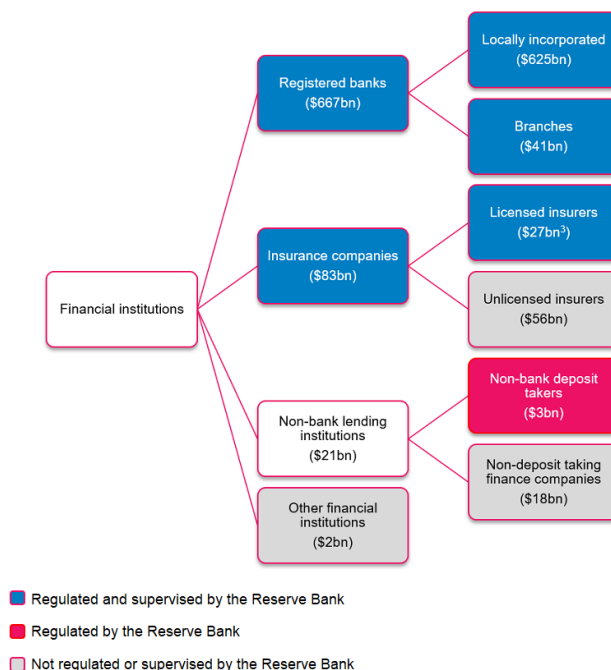 Financial institutions
Registered banks
($667bn)
Locally incorporated
($625bn)
Branches
($41bn)
Insurance companies
($83bn)
Licensed insurers
($27bn³)
Unlicensed insurers
($56bn)
Non-bank lending
institutions
($21bn)
Non-bank deposit
takers
($3bn)
Non-deposit taking
finance companies
($18bn)
Other financial
institutions
($2bn)
Regulated and supervised by the Reserve Bank
Regulated by the Reserve Bank
Not regulated or supervised by the Reserve Bank